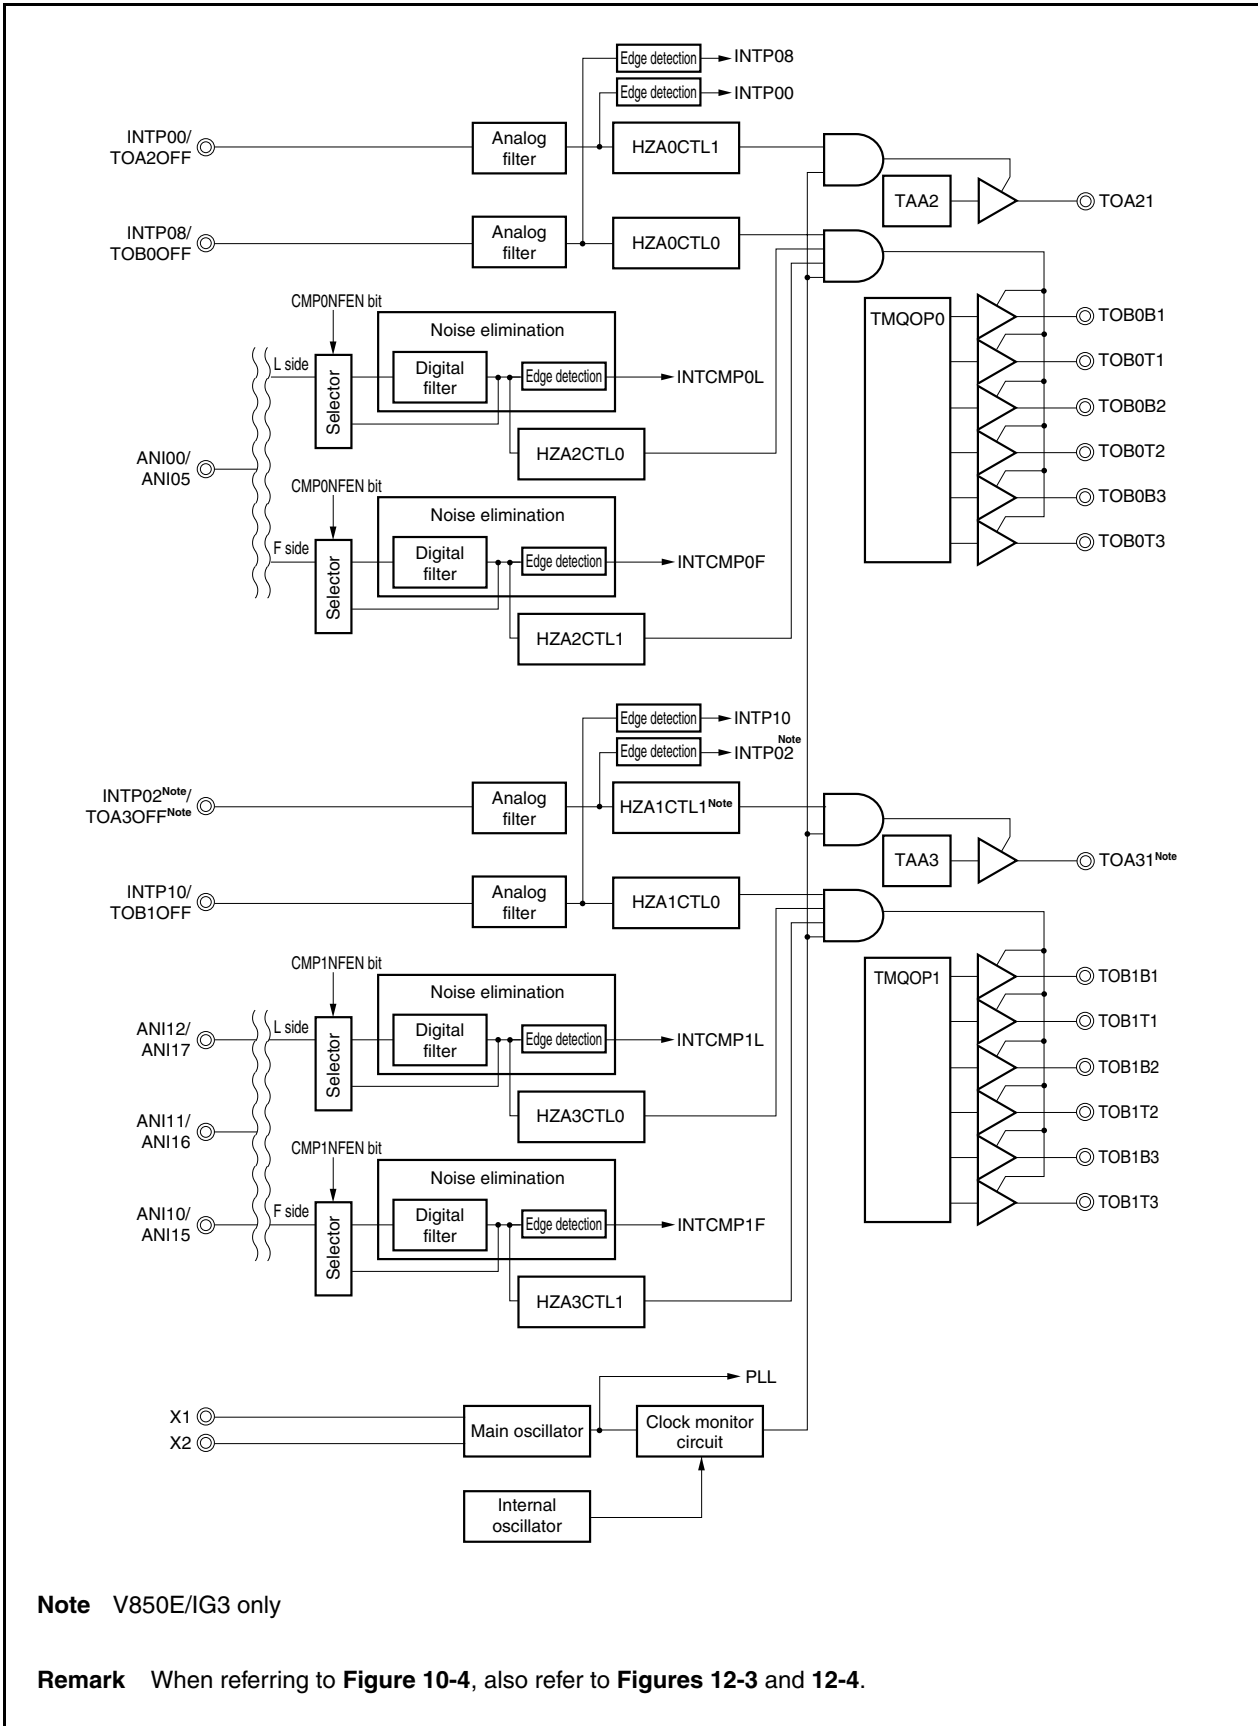 Edge detection
INTP08
Edge detection
INTP00
INTP00/
TOA2OFF
Analog
filter
HZA0CTL1
TAA2
TOA21
INTP08/
TOB0OFF
Analog
filter
HZA0CTL0
CMP0NFEN bit
L side
Selector
Noise elimination
Digital
filter
Edge detection
INTCMP0L
HZA2CTL0
ANI00/
ANI05
CMP0NFEN bit
F side
Selector
Noise elimination
Digital
filter
Edge detection
INTCMP0F
HZA2CTL1
TMQOP0
TOB0B1
TOB0T1
TOB0B2
TOB0T2
TOB0B3
TOB0T3
Edge detection
INTP10
Edge detection
INTP02Note
INTP02Note/
TOA3OFFNote
Analog
filter
HZA1CTL1Note
TAA3
TOA31Note
INTP10/
TOB1OFF
Analog
filter
HZA1CTL0
CMP1NFEN bit
ANI12/
ANI17
L side
Selector
Noise elimination
Digital
filter
Edge detection
INTCMP1L
HZA3CTL0
ANI11/
ANI16
CMP1NFEN bit
ANI10/
ANI15
F side
Selector
Noise elimination
Digital
filter
Edge detection
INTCMP1F
HZA3CTL1
TMQOP1
TOB1B1
TOB1T1
TOB1B2
TOB1T2
TOB1B3
TOB1T3
PLL
X1
X2
Main oscillator
Clock monitor
circuit
Internal
oscillator
Note V850E/IG3 only
Remark When referring to Figure 10-4, also refer to Figures 12-3 and 12-4.